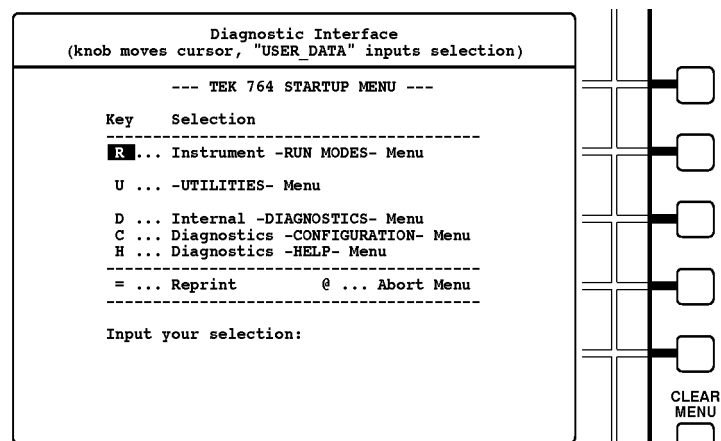 Diagnostic Interface
(knob moves cursor, "USER_DATA" inputs selection)
--- TEK 764 STARTUP MENU ---
Key Selection
-----------------------------------------
R ... Instrument -RUN MODES- Menu
U ... -UTILITIES- Menu
D ... Internal -DIAGNOSTICS- Menu
C ... Diagnostics -CONFIGURATION- Menu
H ... Diagnostics -HELP- Menu
-----------------------------------------
= ... Reprint @ ... Abort Menu
-----------------------------------------
Input your selection:
CLEAR
MENU